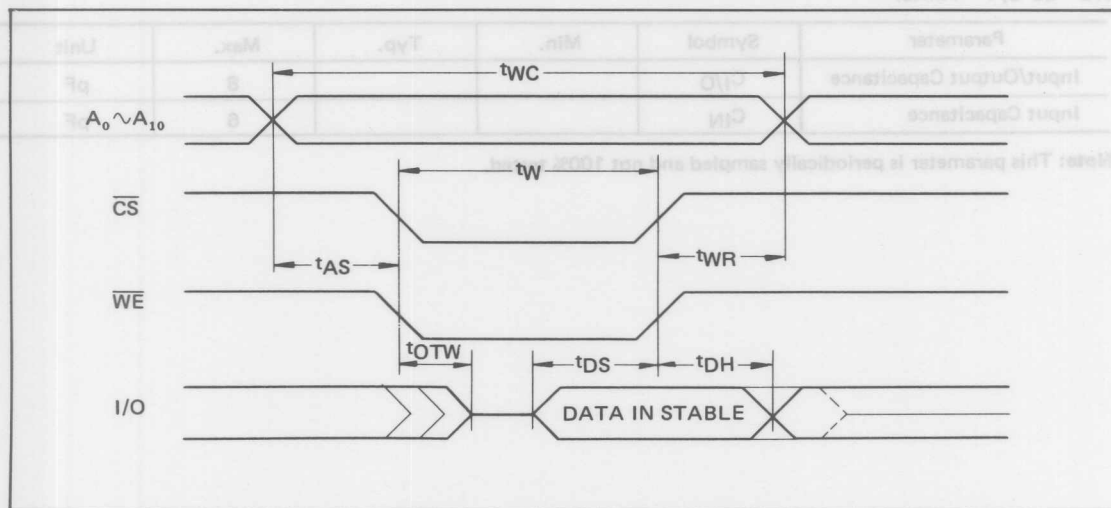 Parameter Symbol Min. Typ. Max. Unit
Input/Output Capacitance CI/O 8 pF
Input Capacitance CIN 6 pF
Note: This parameter is periodically sampled and not 100% tested.
tWC
A0 ~ A10
tW
CS
tAS
tWR
WE
tOTW
tDS
tDH
I/O
DATA IN STABLE